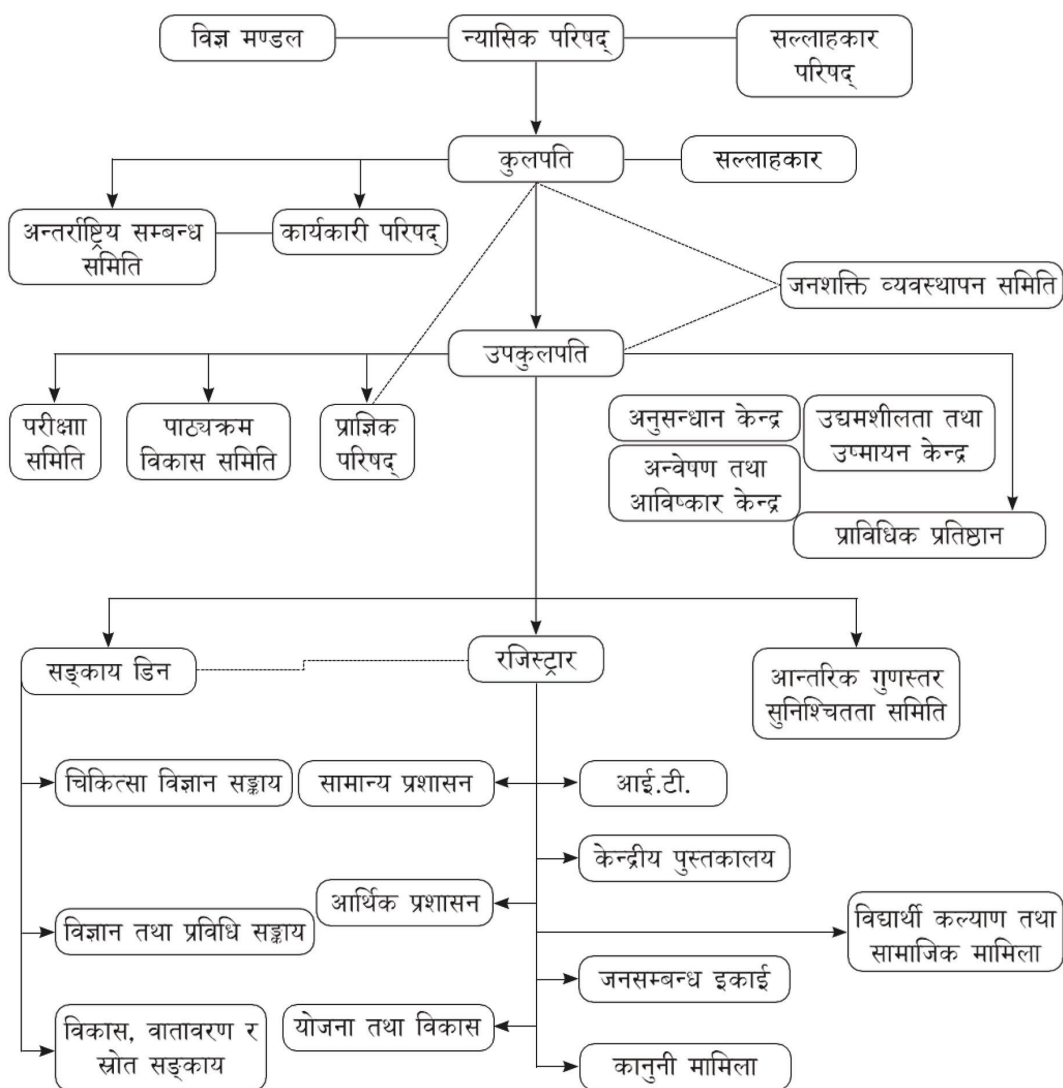 विज्ञ मण्डल
न्यासिक परिषद्
सल्लाहकार
परिषद्
कुलपति
सल्लाहकार
अन्तर्राष्ट्रिय सम्बन्ध
समिति
कार्यकारी परिषद्
जनशक्ति व्यवस्थापन समिति
उपकुलपति
परीक्षाा
समिति
पाठ्यक्रम
विकास समिति
प्राज्ञिक
परिषद्
अनुसन्धान केन्द्र
उद्यमशीलता तथा
उष्मायन केन्द्र
अन्वेषण तथा
आविष्कार केन्द्र
प्राविधिक प्रतिष्ठान
सङ्काय डिन
रजिस्ट्रार
आन्तरिक गुणस्तर
सुनिश्चितता समिति
चिकित्सा विज्ञान सङ्काय
सामान्य प्रशासन
आई.टी.
केन्द्रीय पुस्तकालय
आर्थिक प्रशासन
विज्ञान तथा प्रविधि सङ्काय
विद्यार्थी कल्याण तथा
सामाजिक मामिला
जनसम्बन्ध इकाई
विकास, वातावरण र
स्रोत सङ्काय
योजना तथा विकास
कानुनी मामिला